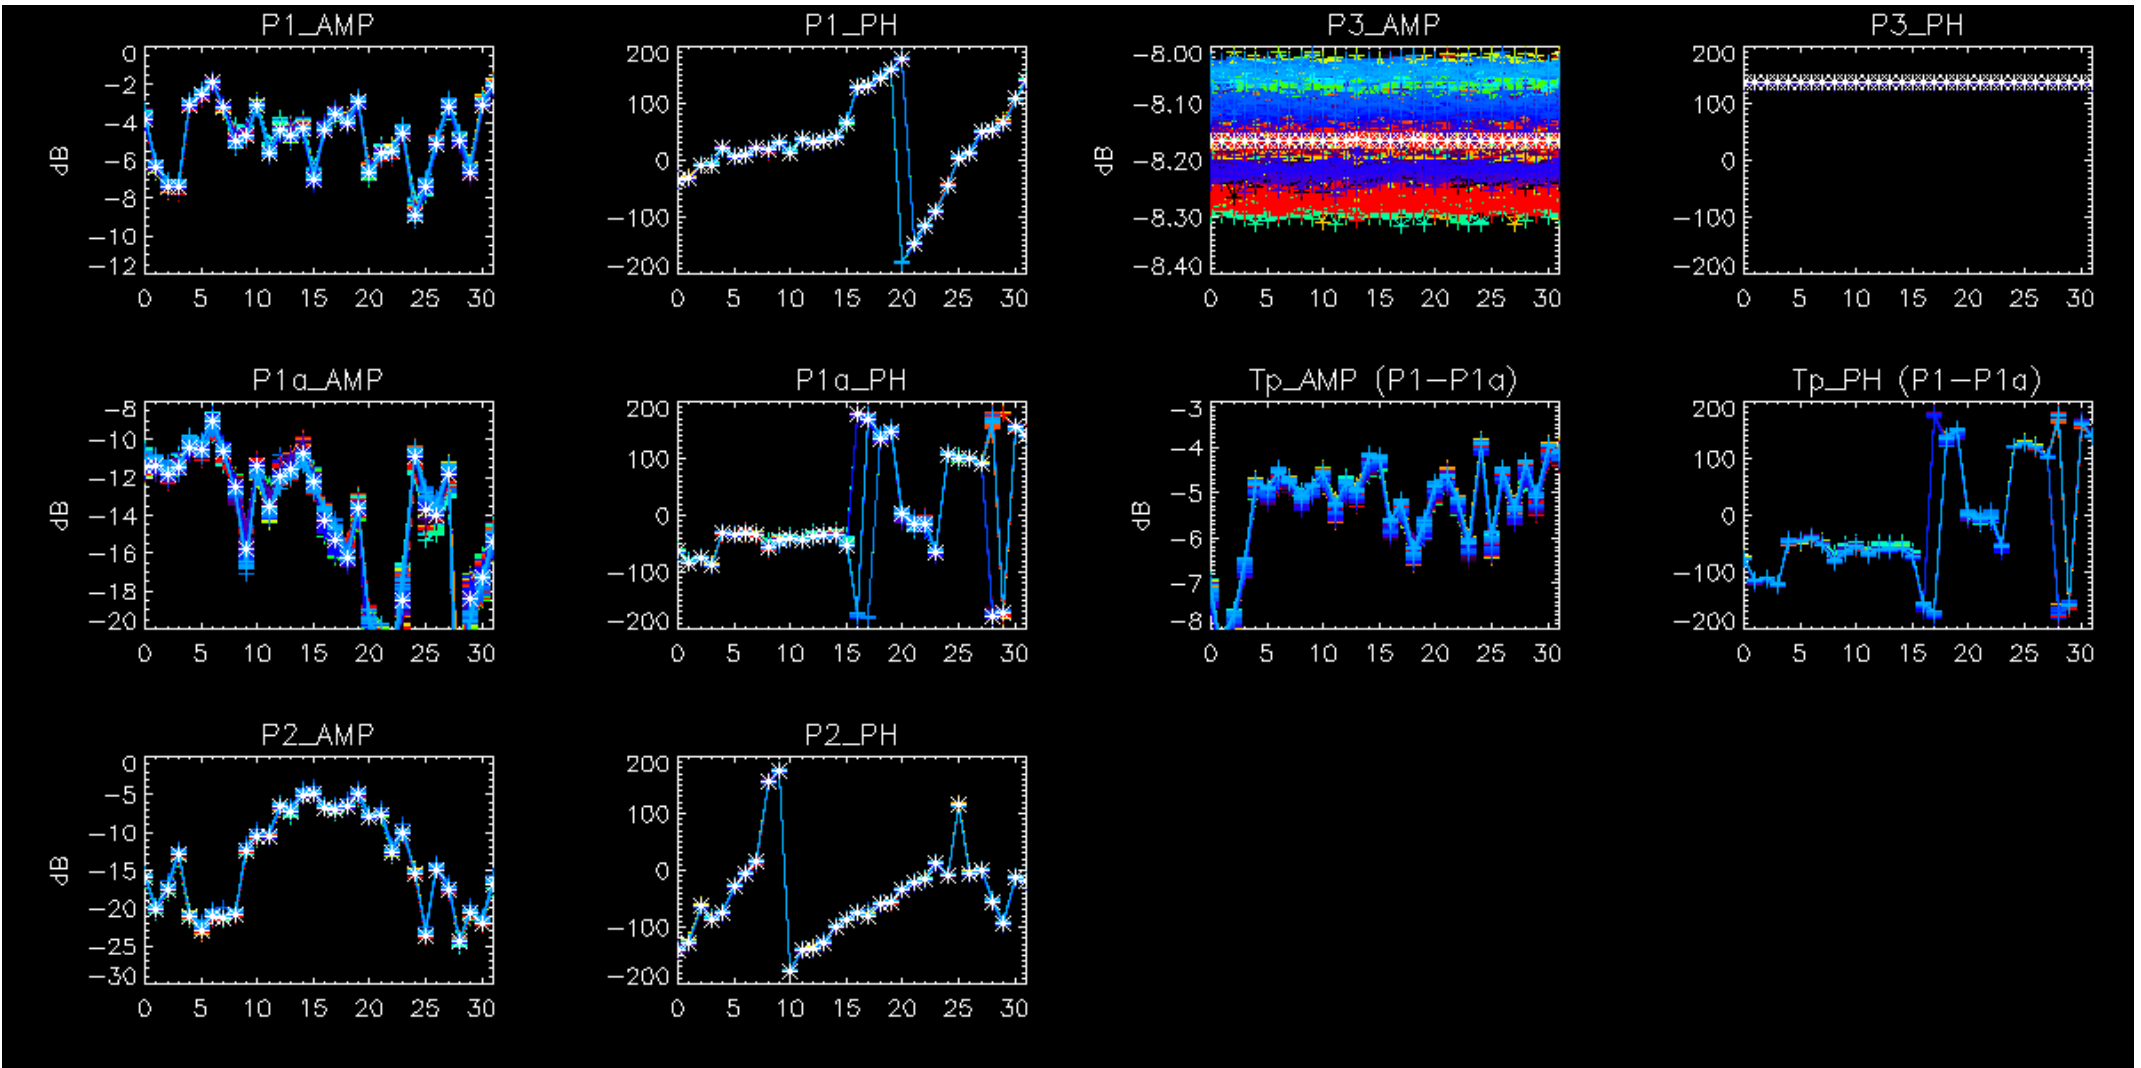 P1_AMP
dB
0
−2
−4
−6
−8
−10
−12
0 5 10 15 20 25 30
P1_PH
200
100
0
−100
−200
0 5 10 15 20 25 30
P3_AMP
dB
−8.00
−8.10
−8.20
−8.30
−8.40
0 5 10 15 20 25 30
P3_PH
200
100
0
−100
−200
0 5 10 15 20 25 30
P1a_AMP
dB
−8
−10
−12
−14
−16
−18
−20
0 5 10 15 20 25 30
P1a_PH
200
100
0
−100
−200
0 5 10 15 20 25 30
Tp_AMP (P1−P1a)
dB
−3
−4
−5
−6
−7
−8
0 5 10 15 20 25 30
Tp_PH (P1−P1a)
200
100
0
−100
−200
0 5 10 15 20 25 30
P2_AMP
dB
0
−5
−10
−15
−20
−25
−30
0 5 10 15 20 25 30
P2_PH
200
100
0
−100
−200
0 5 10 15 20 25 30